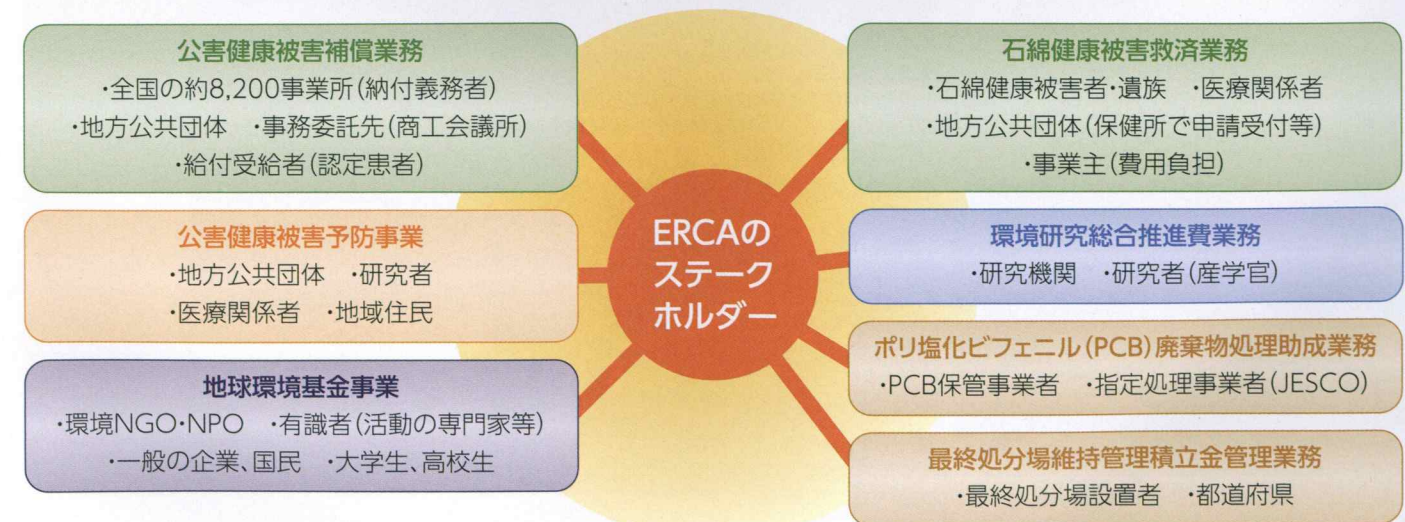 公害健康被害補償業務
・全国の約8,200事業所(納付義務者)
・地方公共団体 ・事務委託先(商工会議所)
・給付受給者(認定患者)
公害健康被害予防事業
・地方公共団体 ・研究者
・医療関係者 ・地域住民
地球環境基金事業
・環境NGO・NPO ・有識者(活動の専門家等)
・一般の企業、国民 ・大学生、高校生
ERCAの
ステーク
ホルダー
石綿健康被害救済業務
・石綿健康被害者・遺族 ・医療関係者
・地方公共団体(保健所で申請受付等)
・事業主(費用負担)
環境研究総合推進費業務
・研究機関 ・研究者(産学官)
ポリ塩化ビフェニル(PCB)廃棄物処理助成業務
・PCB保管事業者 ・指定処理事業者(JESCO)
最終処分場維持管理積立金管理業務
・最終処分場設置者 ・都道府県